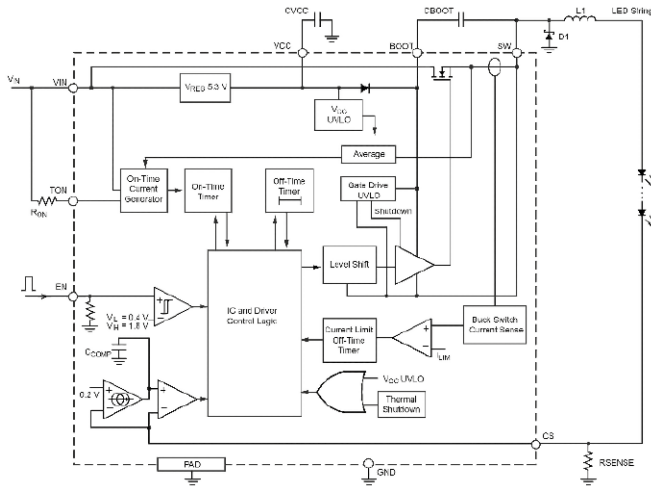 CVCC
CBOOT
L1
LED String
D1
VCC
BOOT
SW
VIN
VIN
VREG 5.3 V
VCC
UVLO
Average
TON
RON
On-Time
Current
Generator
On-Time
Timer
Off-Time
Timer
Gate Drive
UVLO
Shutdown
Level Shift
EN
VL = 0.4 V
VH = 1.8 V
IC and Driver
Control Logic
Current Limit
Off-Time
Timer
ILIM
Buck Switch
Current Sense
CCOMP
0.2 V
VCC UVLO
Thermal
Shutdown
CS
PAD
GND
RSENSE